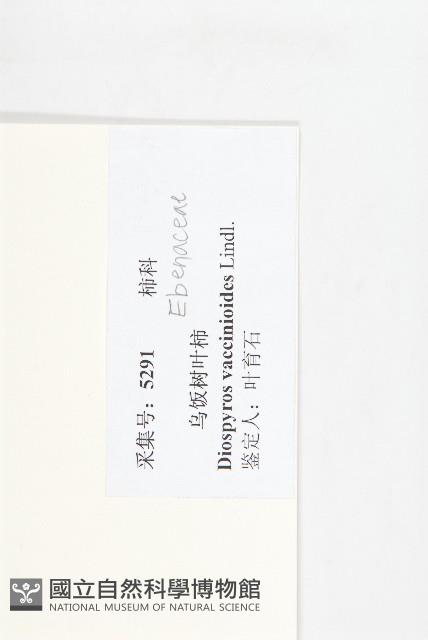 采集号：5291 柿科
Ebenaceae
乌饭树叶柿
Diospyros vaccinioides Lindl.
鉴定人：叶育石
國立自然科學博物館
NATIONAL MUSEUM OF NATURAL SCIENCE